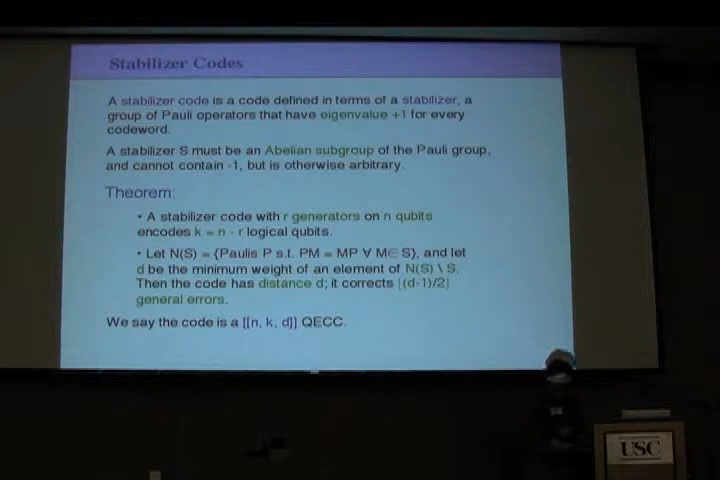 Stabilizer Codes
A stabilizer code is a code defined in terms of a stabilizer, a
group of Pauli operators that have eigenvalue +1 for every
codeword.
A stabilizer S must be an Abelian subgroup of the Pauli group,
and cannot contain -1, but is otherwise arbitrary.
Theorem:
• A stabilizer code with r generators on n qubits
encodes k = n - r logical qubits.
• Let N(S) = {Paulis P s.t. PM = MP ∀ M∈ S}, and let
d be the minimum weight of an element of N(S) \ S.
Then the code has distance d; it corrects ⌊(d-1)/2⌋
general errors.
We say the code is a [[n, k, d]] QECC.
USC